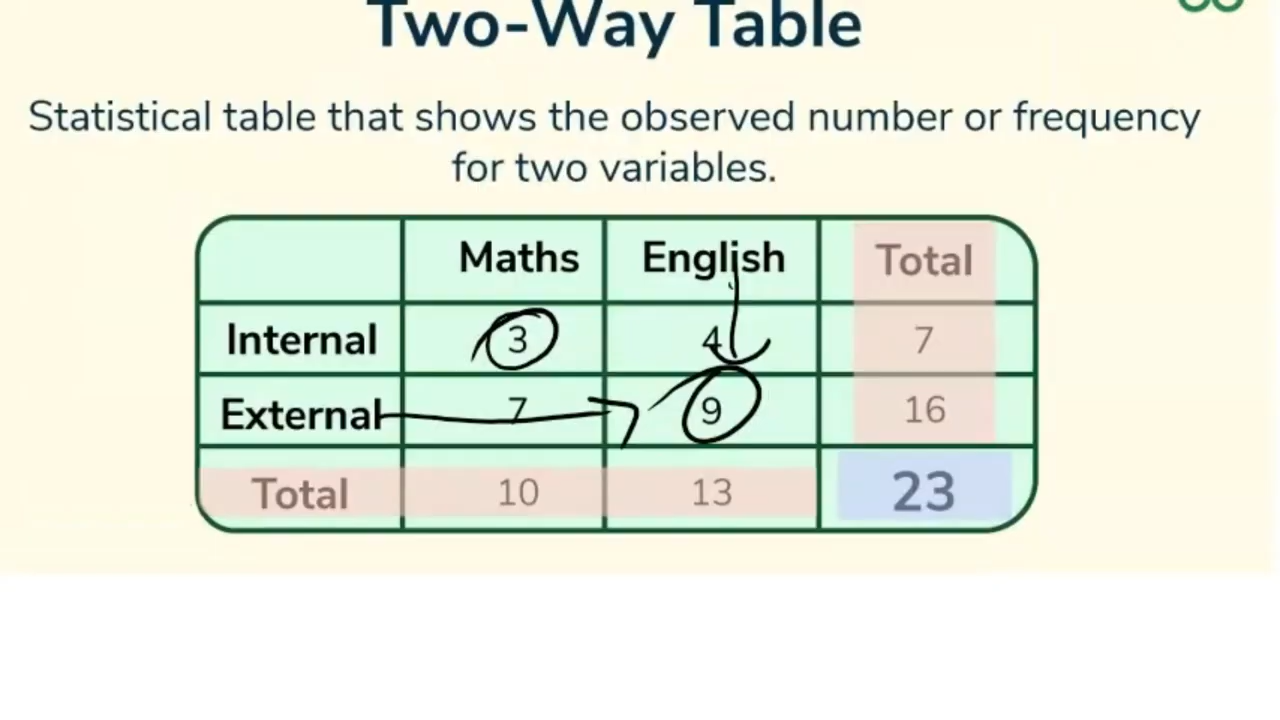 Two-Way Table
Statistical table that shows the observed number or frequency
for two variables.
Maths English Total
Internal 3 4 7
External 7 9 16
Total 10 13 23